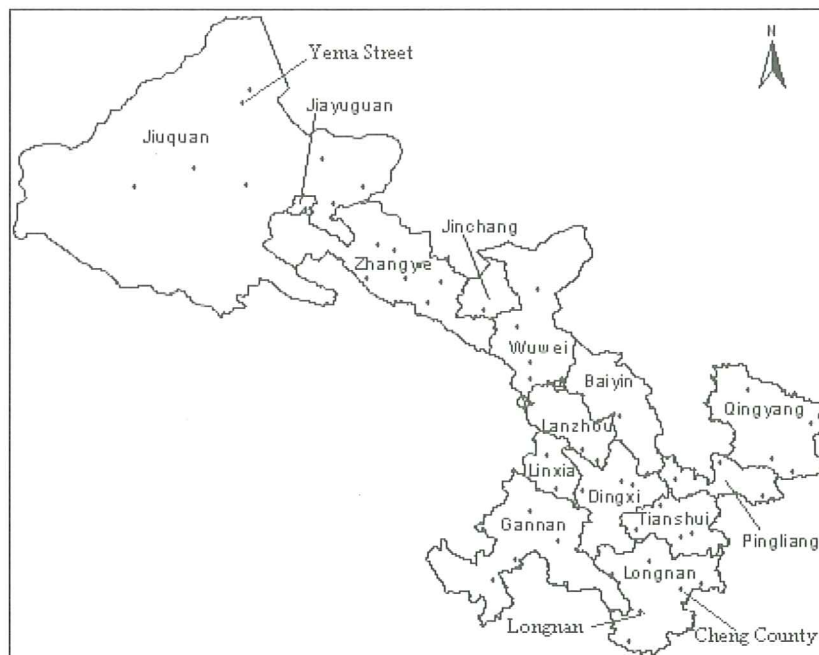 N
Yema Street
Jiayuguan
Jiuquan
Jinchang
Zhangye
Wuwei
Baiyin
Qingyang
Lanzhou
Linxia
Dingxi
Gannan
Tianshui
Pingliang
Longnan
Longnan
Cheng County